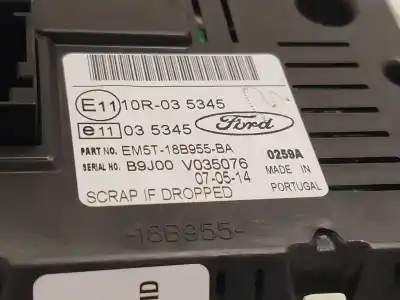 E11 10R-03 5345
e11 03 5345 Ford
PART NO. EM5T-18B955-BA
SERIAL NO. B9J00 V035076 0259A
07-05-14 MADE IN
SCRAP IF DROPPED PORTUGAL
-18B955-
ID